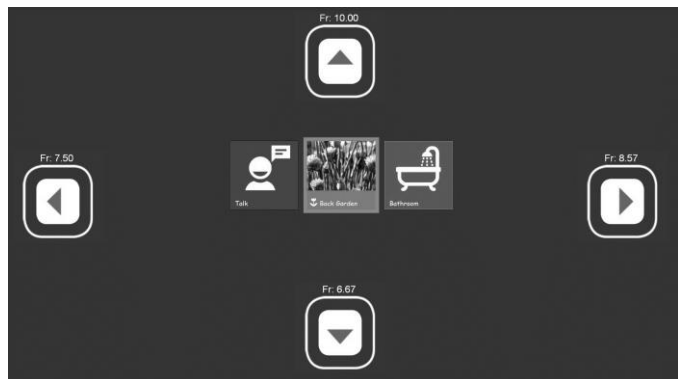 Fr: 10.00
Fr: 7.50
Fr: 8.57
Talk
Back Garden
Bathroom
Fr: 6.67